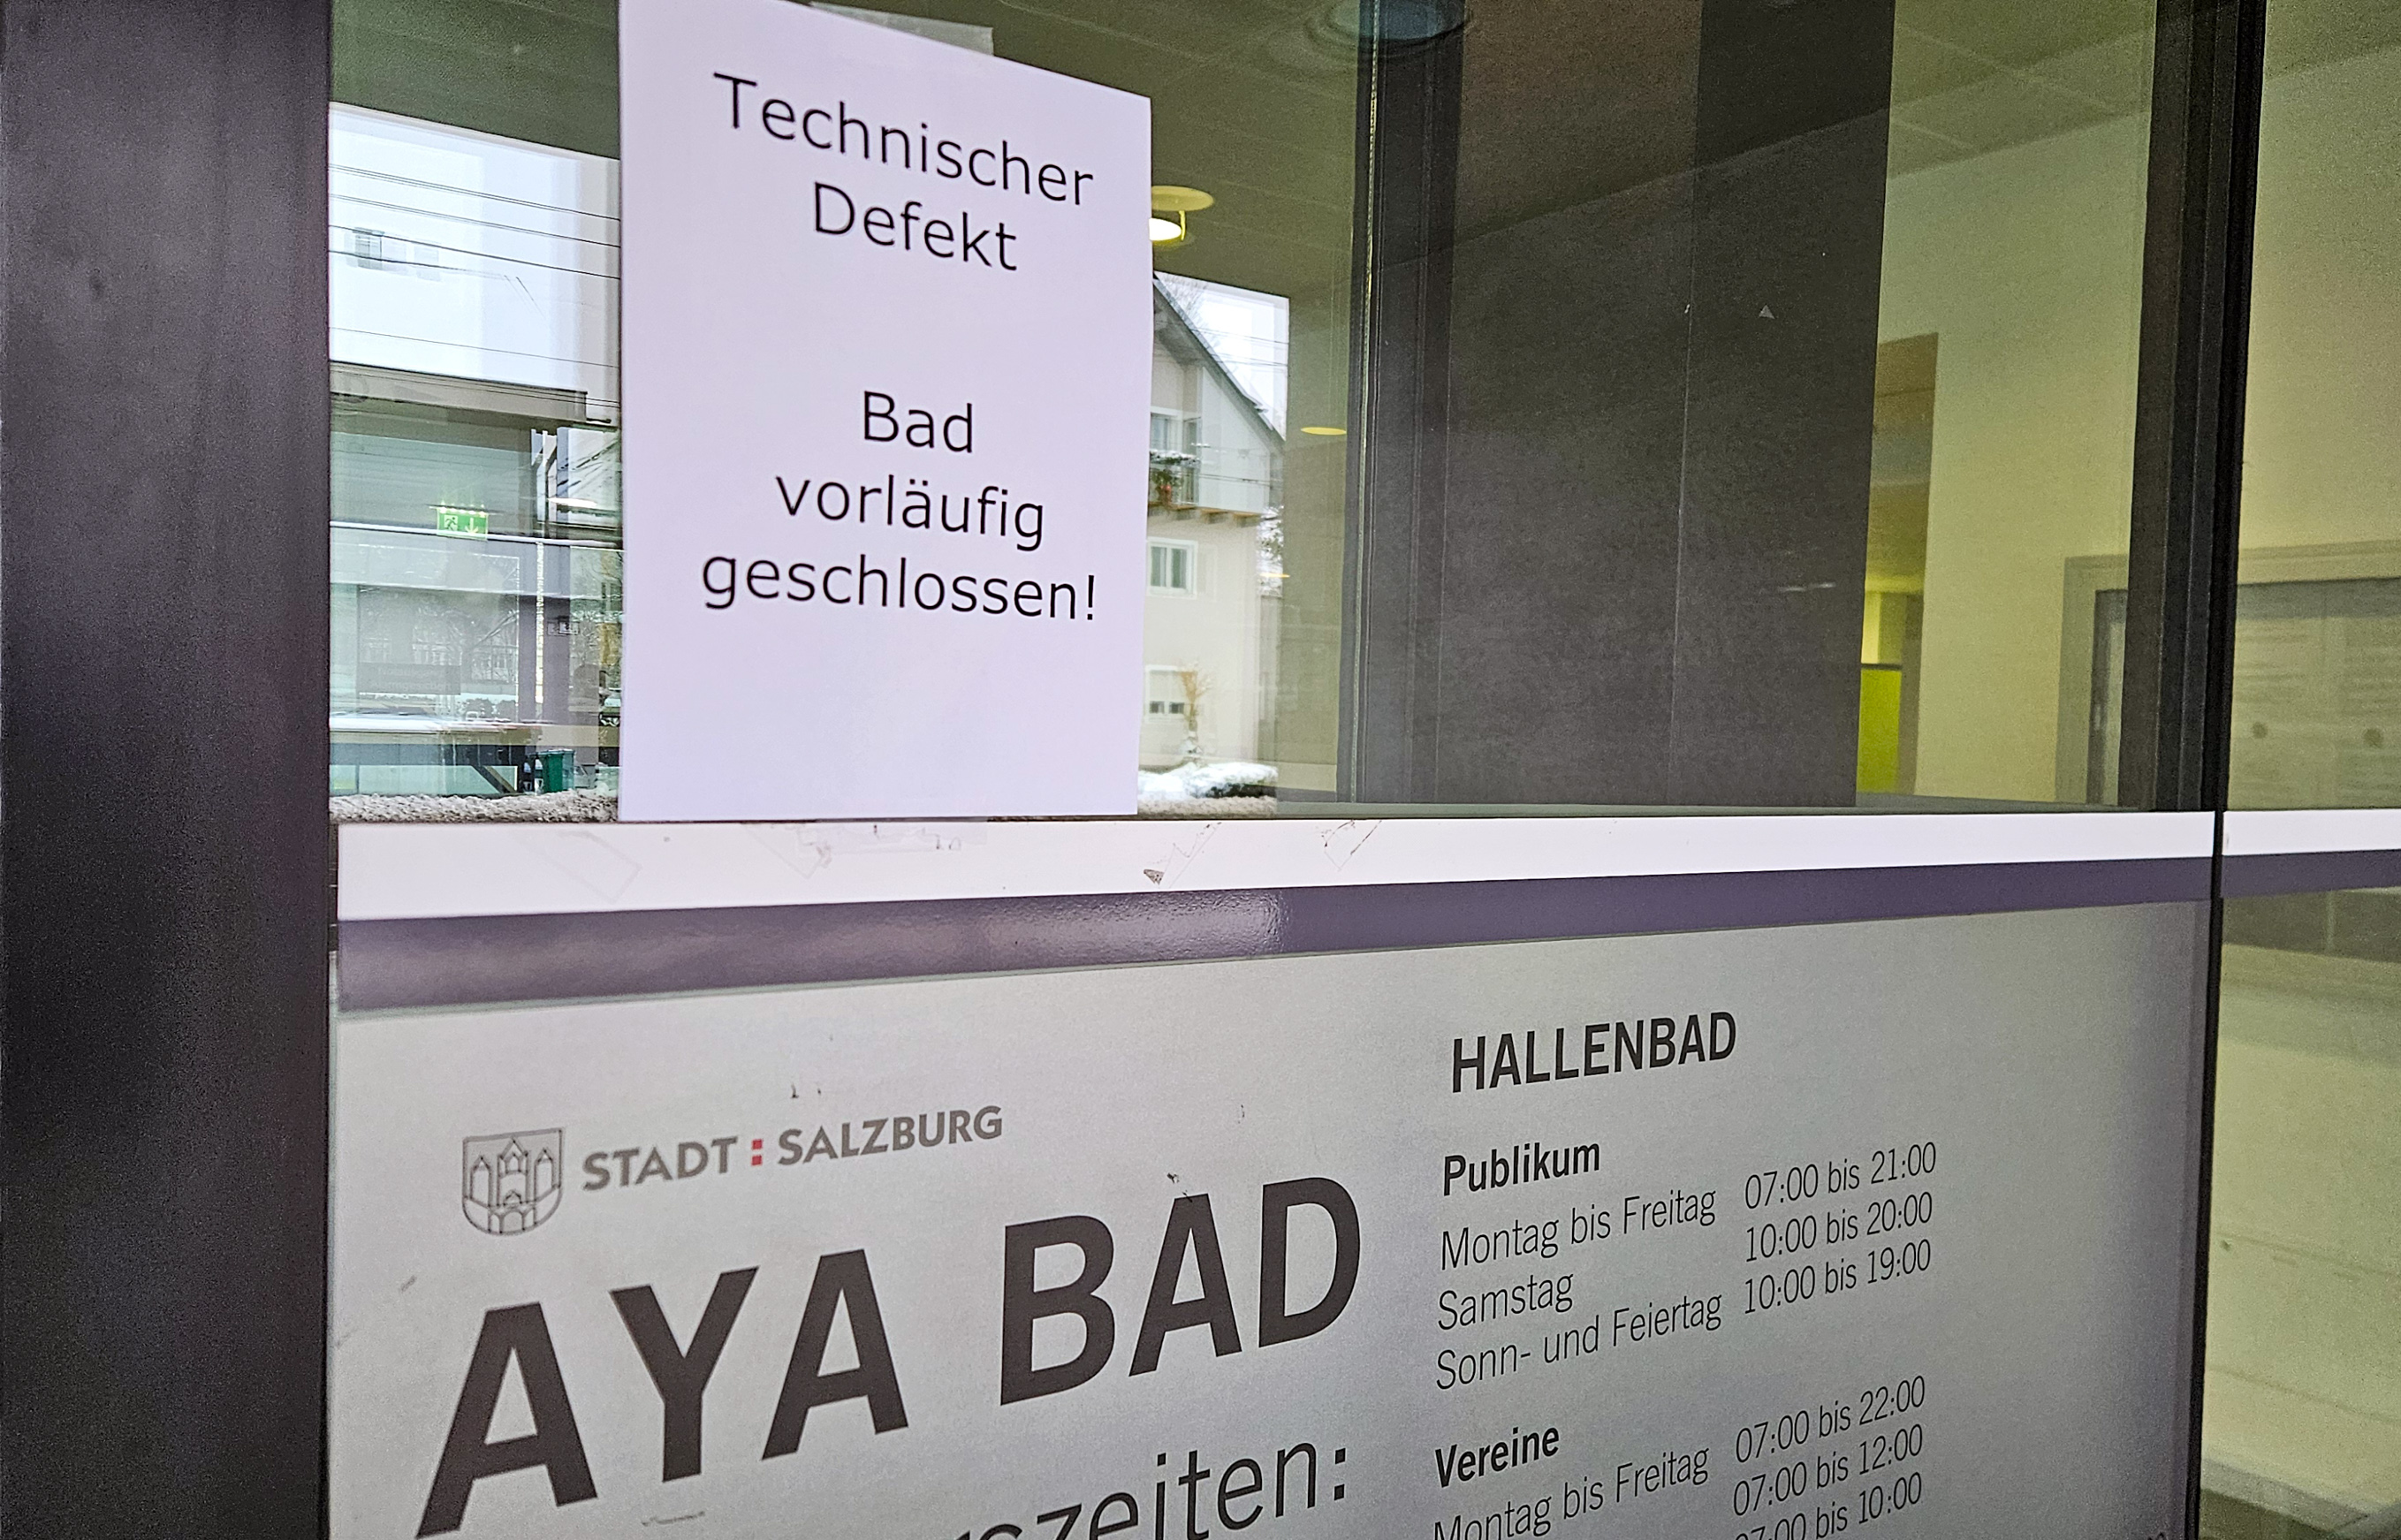 Technischer
Defekt
Bad
vorläufig
geschlossen!
STADT : SALZBURG
AYA BAD
HALLENBAD
Publikum
Montag bis Freitag 07:00 bis 21:00
Samstag 10:00 bis 20:00
Sonn- und Feiertag 10:00 bis 19:00
Vereine
Montag bis Freitag 07:00 bis 22:00
07:00 bis 12:00
07:00 bis 10:00